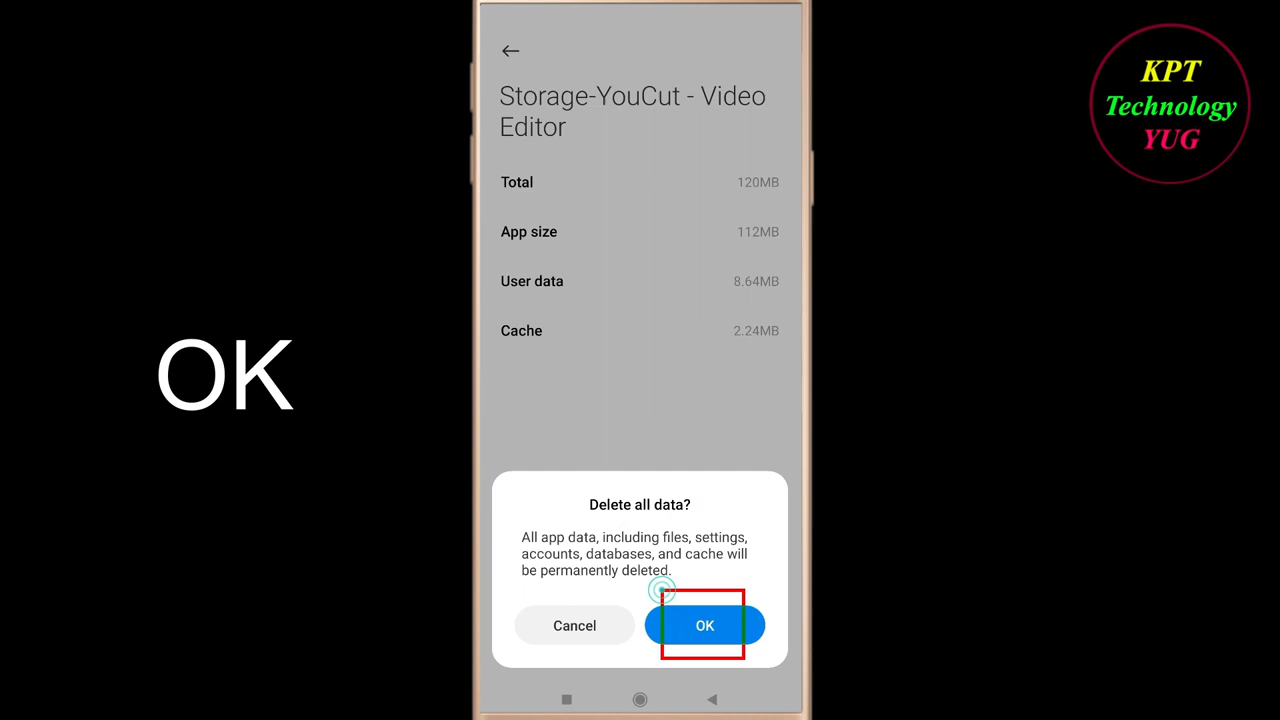 KPT
Technology
YUG
Storage-YouCut - Video
Editor
Total 120MB
App size 112MB
User data 8.64MB
Cache 2.24MB
OK
Delete all data?
All app data, including files, settings,
accounts, databases, and cache will
be permanently deleted.
Cancel OK